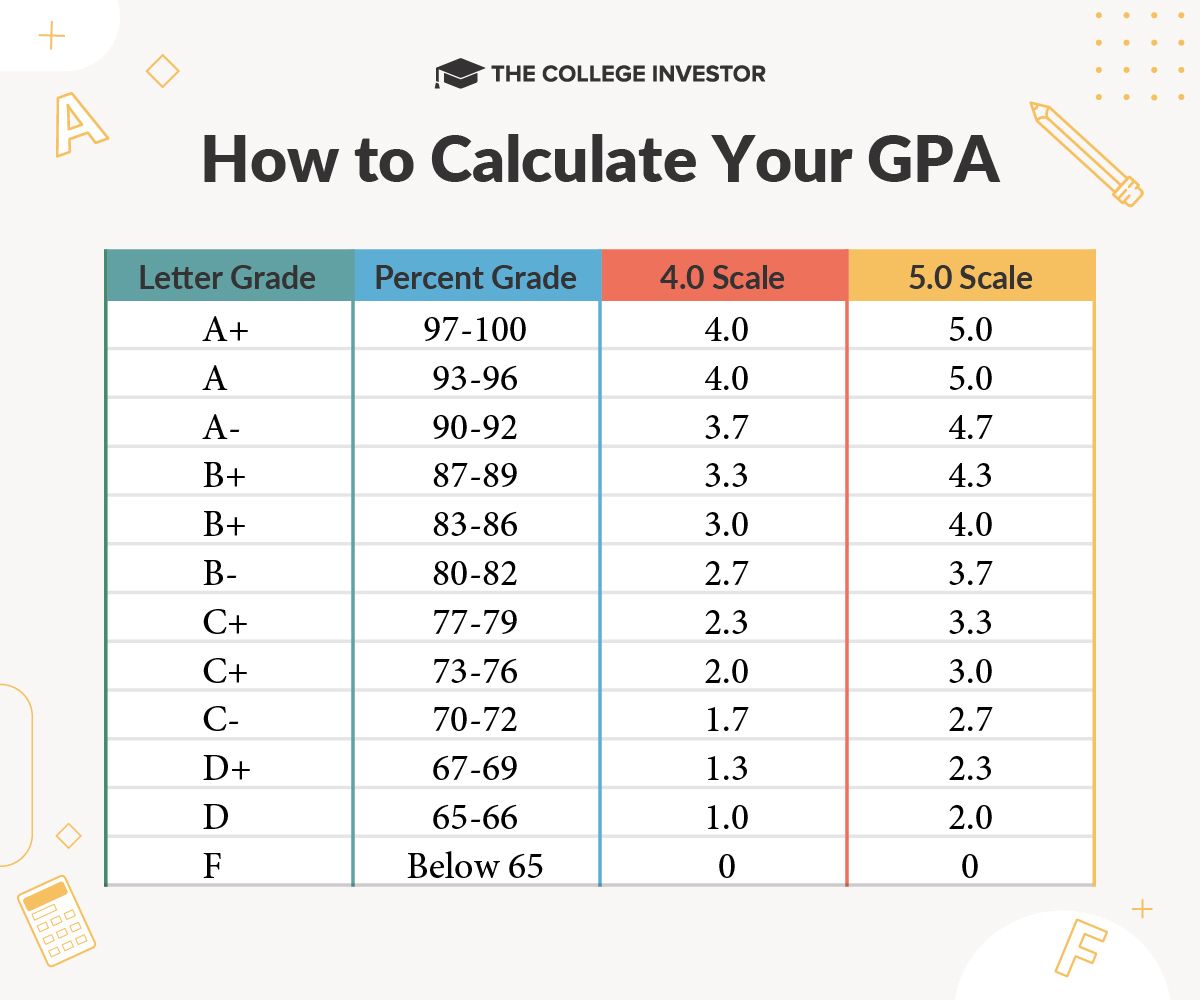 A
THE COLLEGE INVESTOR
How to Calculate Your GPA
Letter Grade Percent Grade 4.0 Scale 5.0 Scale
A+ 97-100 4.0 5.0
A 93-96 4.0 5.0
A- 90-92 3.7 4.7
B+ 87-89 3.3 4.3
B+ 83-86 3.0 4.0
B- 80-82 2.7 3.7
C+ 77-79 2.3 3.3
C+ 73-76 2.0 3.0
C- 70-72 1.7 2.7
D+ 67-69 1.3 2.3
D 65-66 1.0 2.0
F Below 65 0 0
F